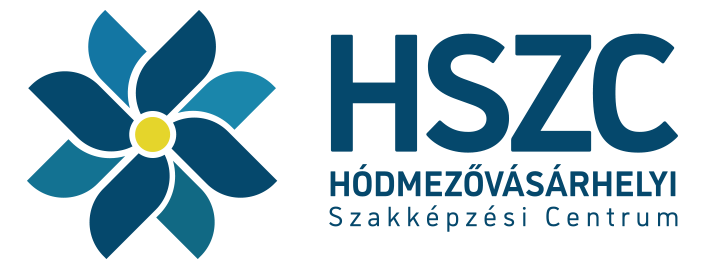 HSZC
HÓDMEZŐVÁSÁRHELYI
Szakképzési Centrum